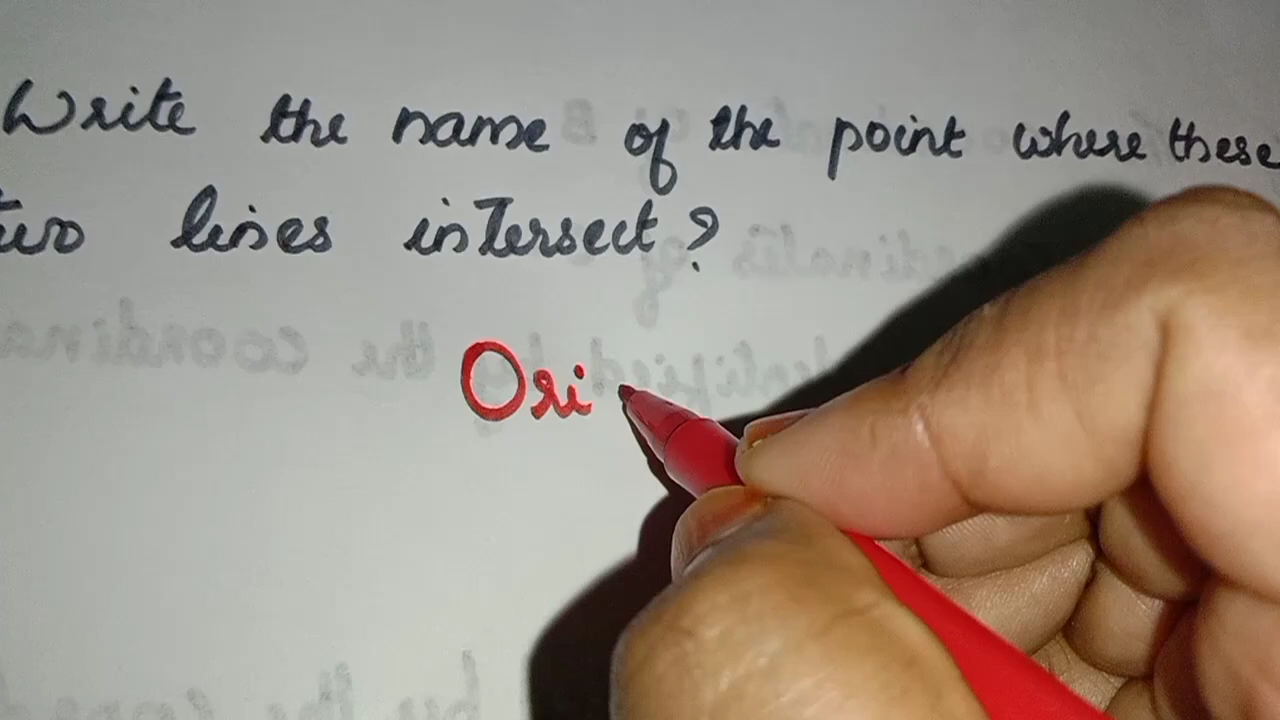 Write the name of the point where these
two lines intersect?
Ori